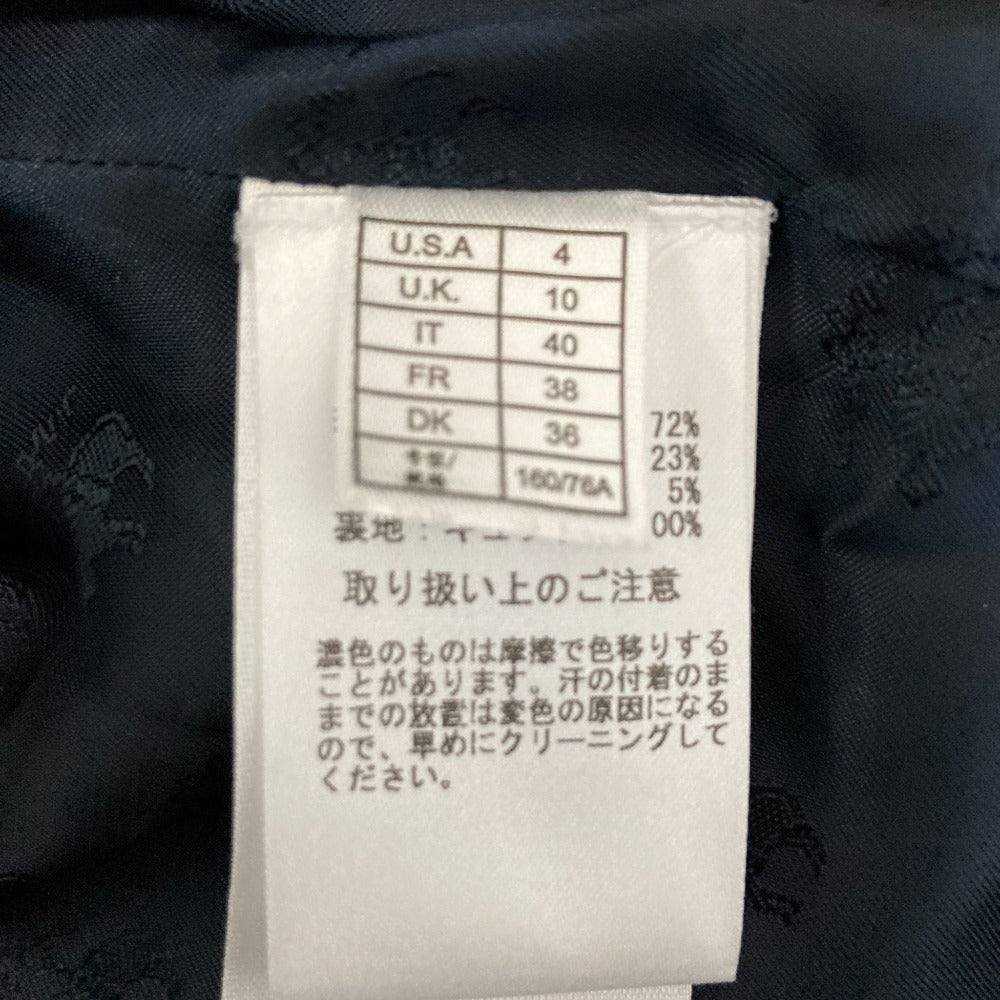 U.S.A 4
U.K. 10
IT 40
FR 38
DK 36
160/76A
72%
23%
5%
00%
裏地:キュ
取り扱い上のご注意
濃色のものは摩擦で色移りする
ことがあります。汗の付着のま
までの放置は変色の原因になる
ので、早めにクリーニングして
ください。